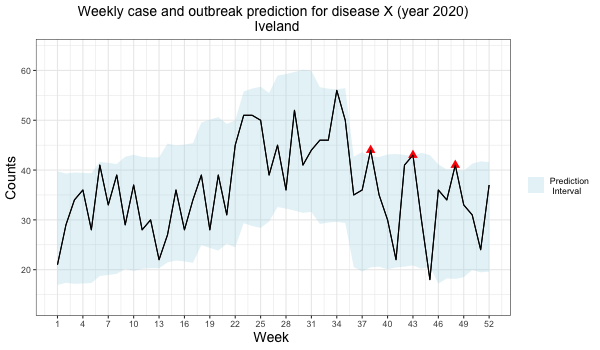 Weekly case and outbreak prediction for disease X (year 2020)
Iveland
Counts
60
50
40
30
20
1 4 7 10 13 16 19 22 25 28 31 34 37 40 43 46 49 52
Week
Prediction
Interval